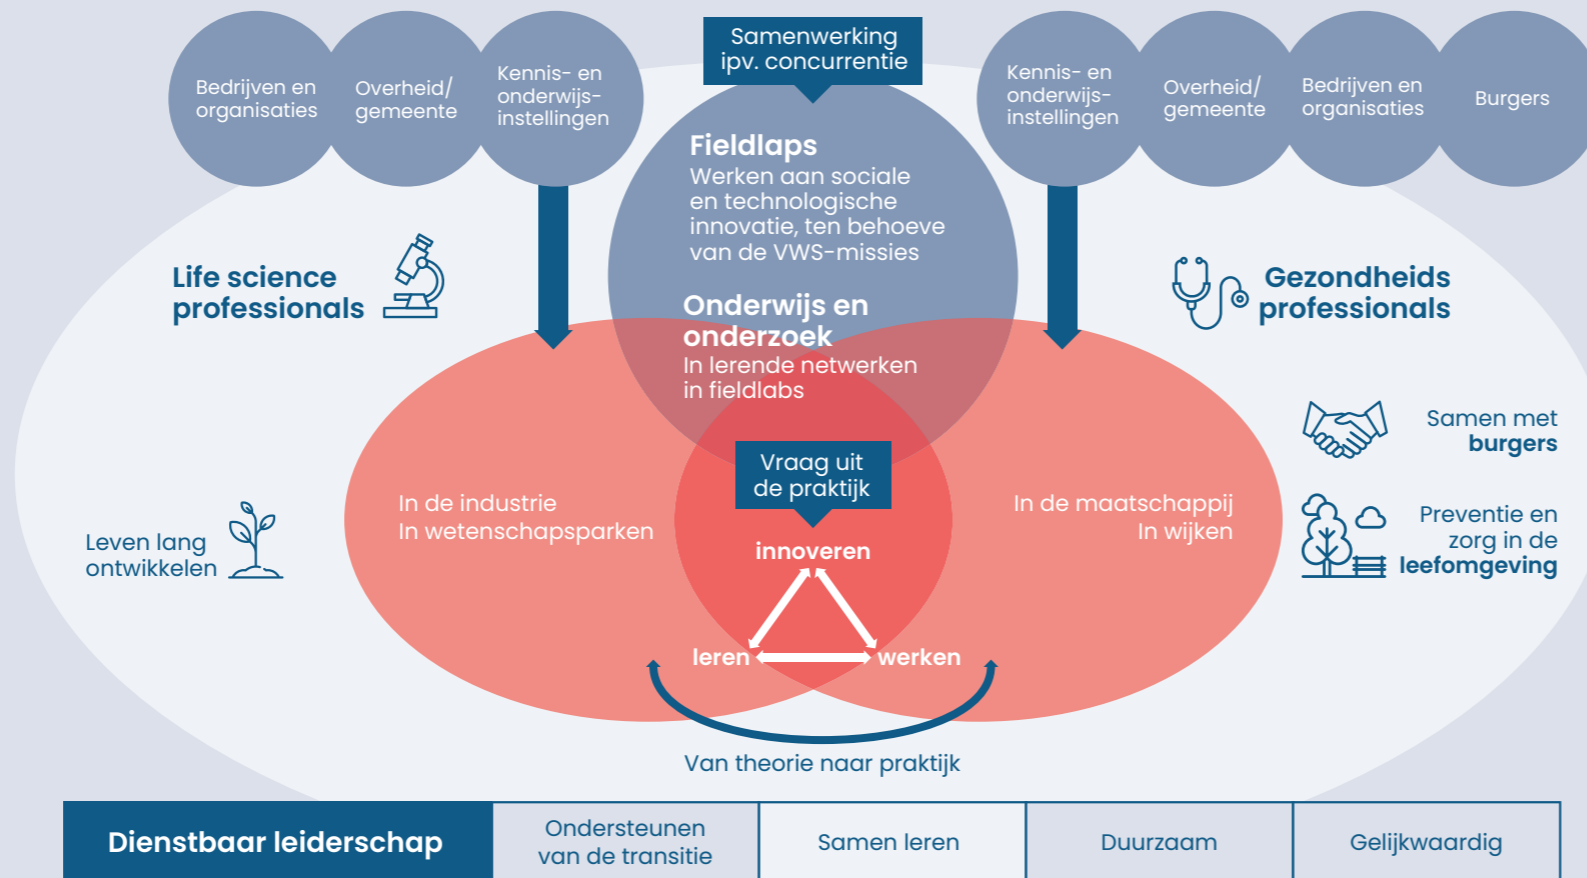 Bedrijven en
organisaties
Overheid/
gemeente
Kennis- en
onderwijs-
instellingen
Samenwerking
ipv. concurrentie
Kennis- en
onderwijs-
instellingen
Overheid/
gemeente
Bedrijven en
organisaties
Burgers
Fieldlaps
Werken aan sociale
en technologische
innovatie, ten behoeve
van de VWS-missies
Life science
professionals
Gezondheids
professionals
Onderwijs en
onderzoek
In lerende netwerken
in fieldlabs
Samen met
burgers
Vraag uit
de praktijk
In de industrie
In wetenschapsparken
In de maatschappij
In wijken
Leven lang
ontwikkelen
Preventie en
zorg in de
leefomgeving
innoveren
leren
werken
Van theorie naar praktijk
Dienstbaar leiderschap
Ondersteunen
van de transitie
Samen leren
Duurzaam
Gelijkwaardig